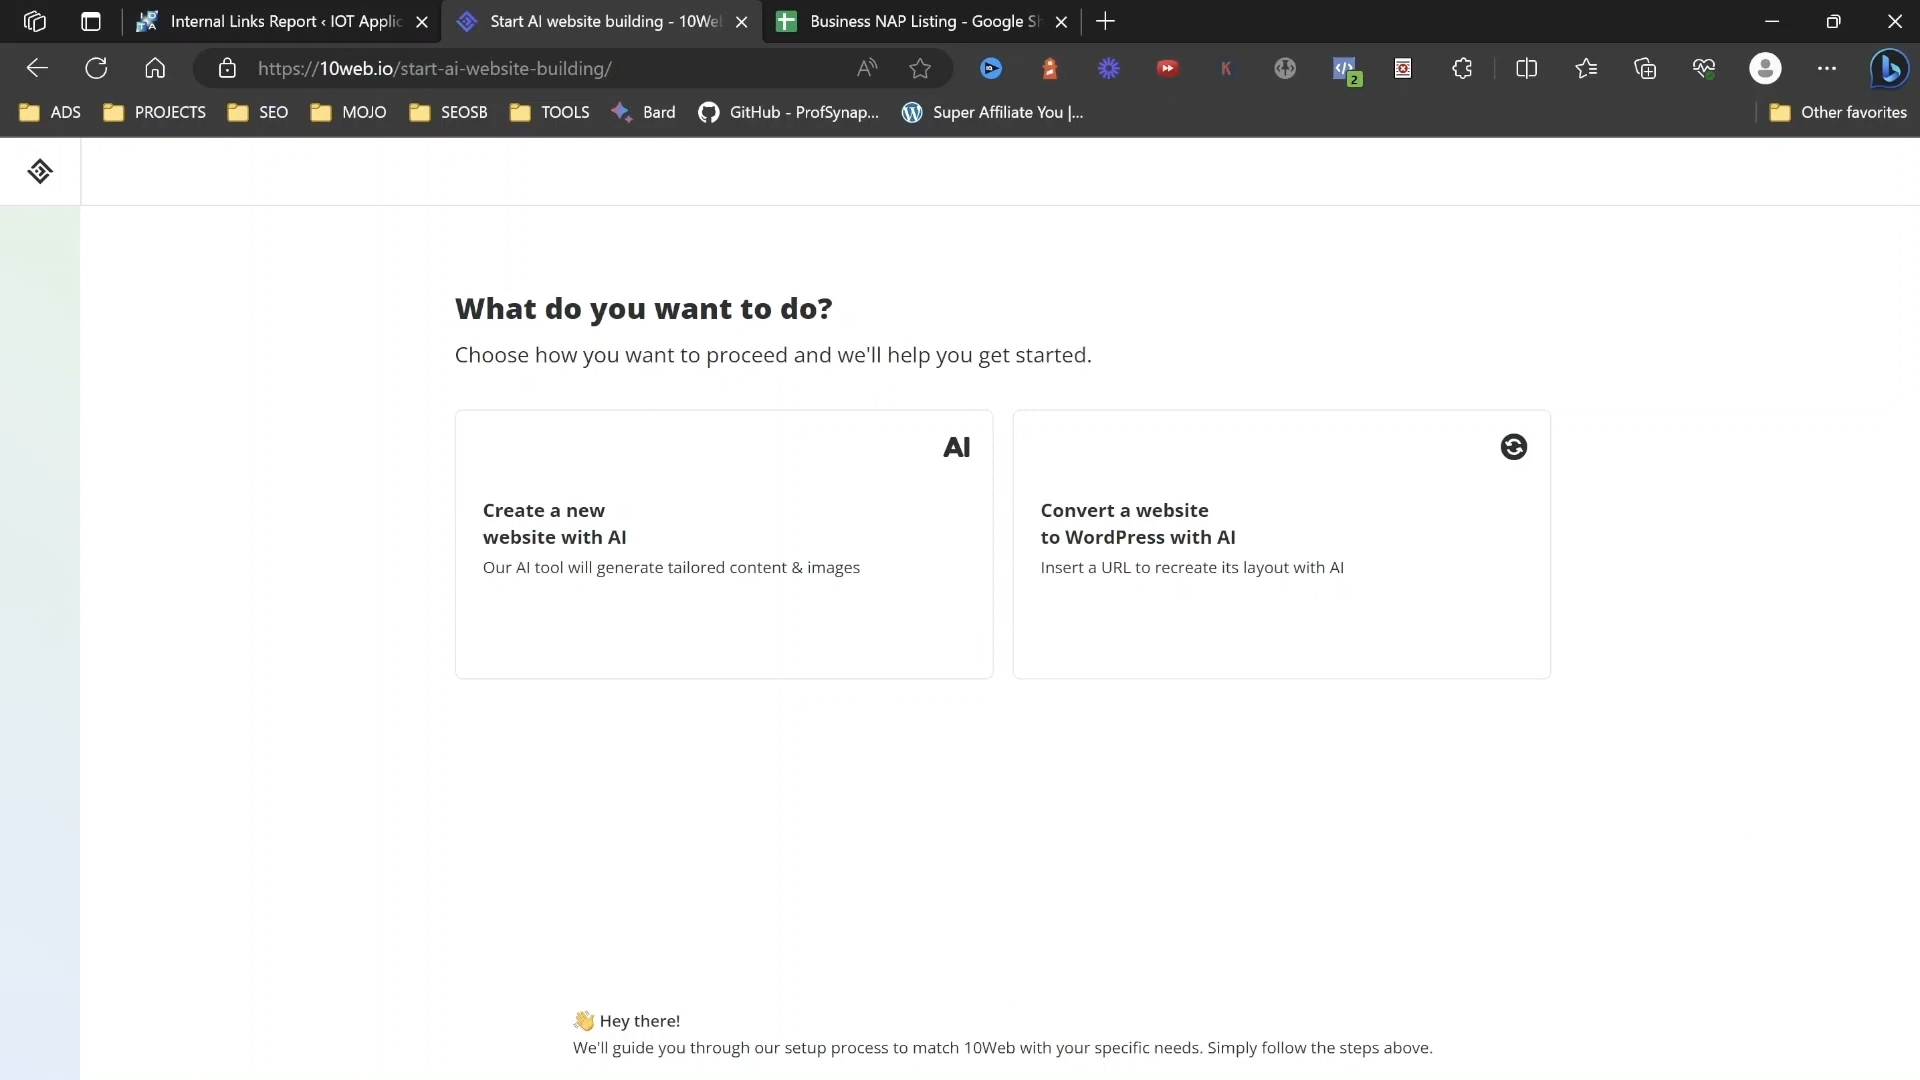 Internal Links Report ‹ IOT Applic
Start AI website building - 10We
Business NAP Listing - Google Sh
https://10web.io/start-ai-website-building/
A
K
2
ADS
PROJECTS
SEO
MOJO
SEOSB
TOOLS
Bard
GitHub - ProfSynap...
Super Affiliate You |...
Other favorites
What do you want to do?
Choose how you want to proceed and we'll help you get started.
AI
Create a new
website with AI
Our AI tool will generate tailored content & images
Convert a website
to WordPress with AI
Insert a URL to recreate its layout with AI
👋 Hey there!
We'll guide you through our setup process to match 10Web with your specific needs. Simply follow the steps above.